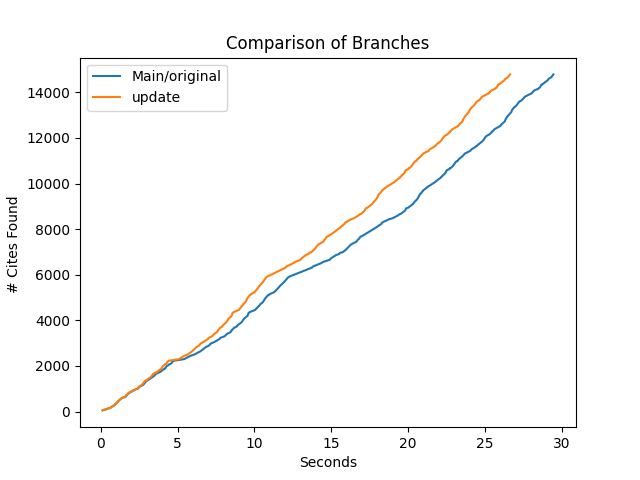 Comparison of Branches
Main/original
update
# Cites Found
14000
12000
10000
8000
6000
4000
2000
0
0 5 10 15 20 25 30
Seconds